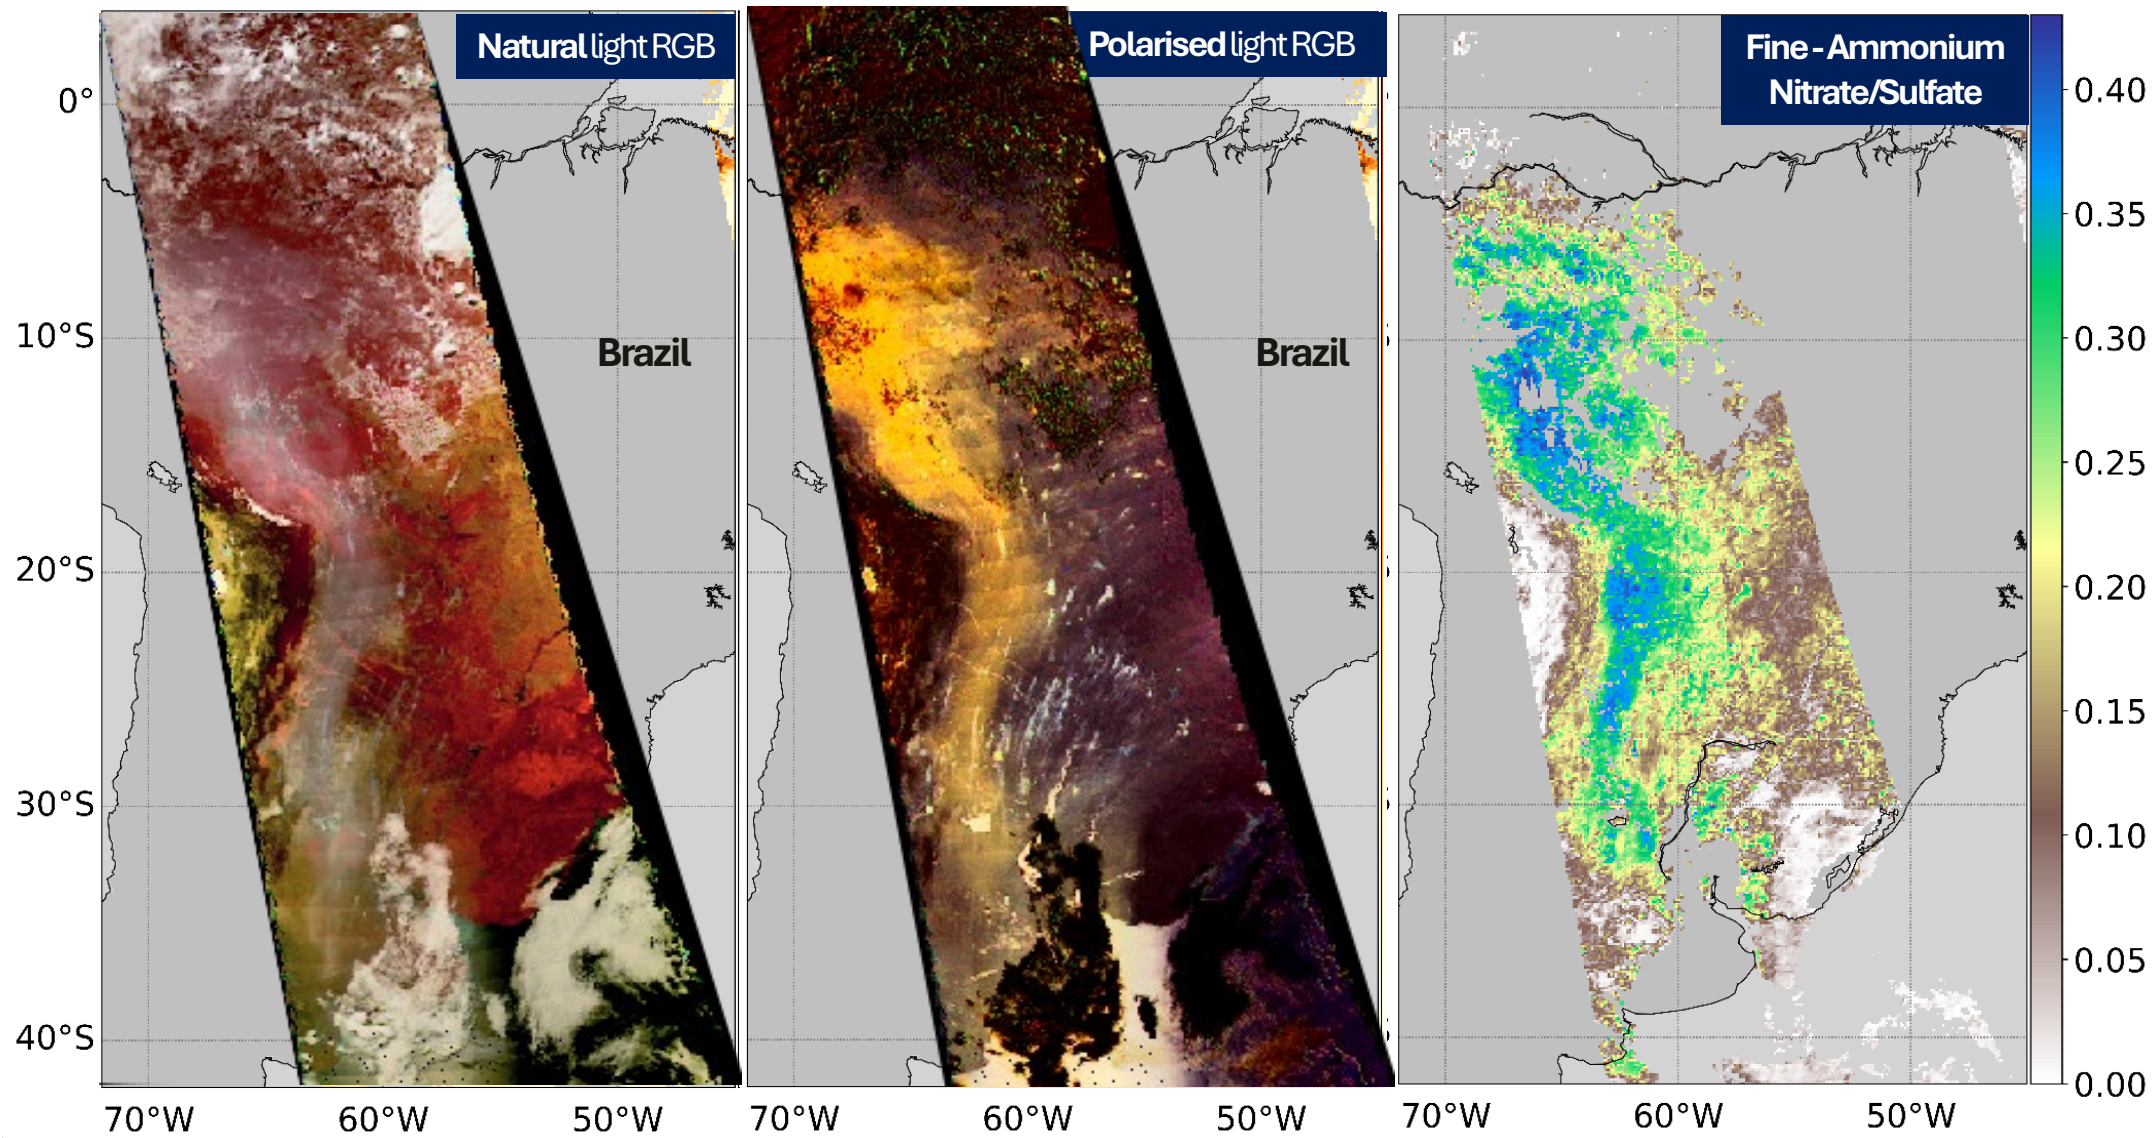 Natural light RGB
Polarised light RGB
Fine-Ammonium
Nitrate/Sulfate
0°
10°S
20°S
30°S
40°S
Brazil
Brazil
0.40
0.35
0.30
0.25
0.20
0.15
0.10
0.05
0.00
70°W 60°W 50°W
70°W 60°W 50°W
70°W 60°W 50°W